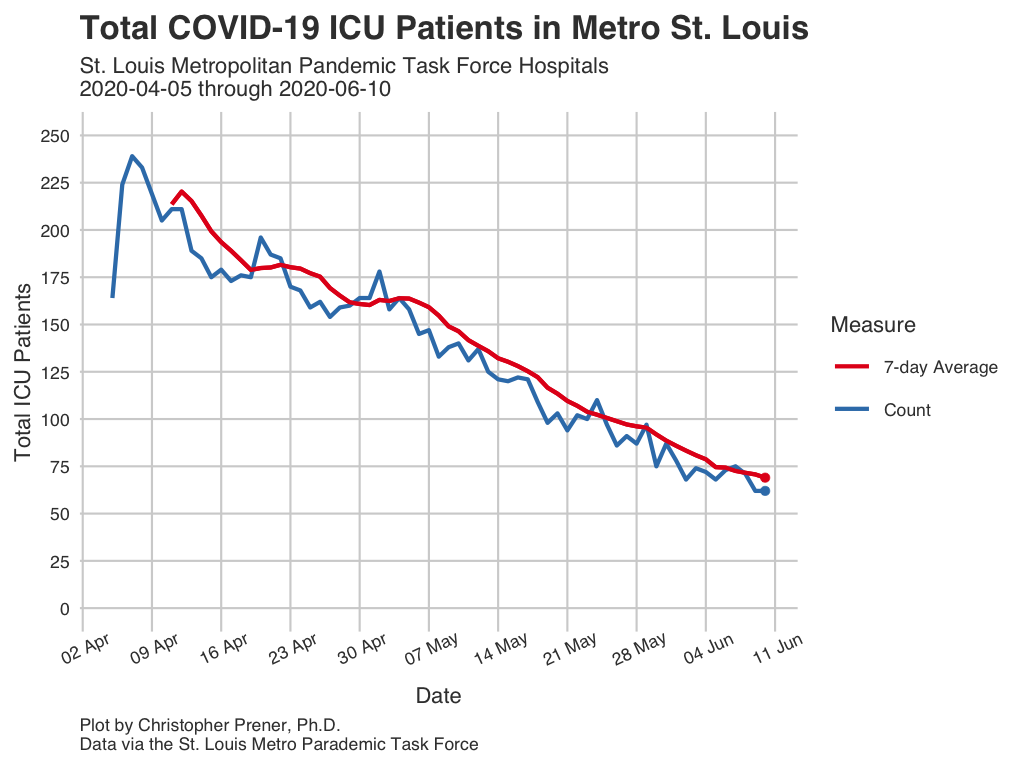 Total COVID-19 ICU Patients in Metro St. Louis
St. Louis Metropolitan Pandemic Task Force Hospitals
2020-04-05 through 2020-06-10
250
225
200
175
150
125
100
75
50
25
0
Total ICU Patients
02 Apr
09 Apr
16 Apr
23 Apr
30 Apr
07 May
14 May
21 May
28 May
04 Jun
11 Jun
Date
Measure
7-day Average
Count
Plot by Christopher Prener, Ph.D.
Data via the St. Louis Metro Parademic Task Force